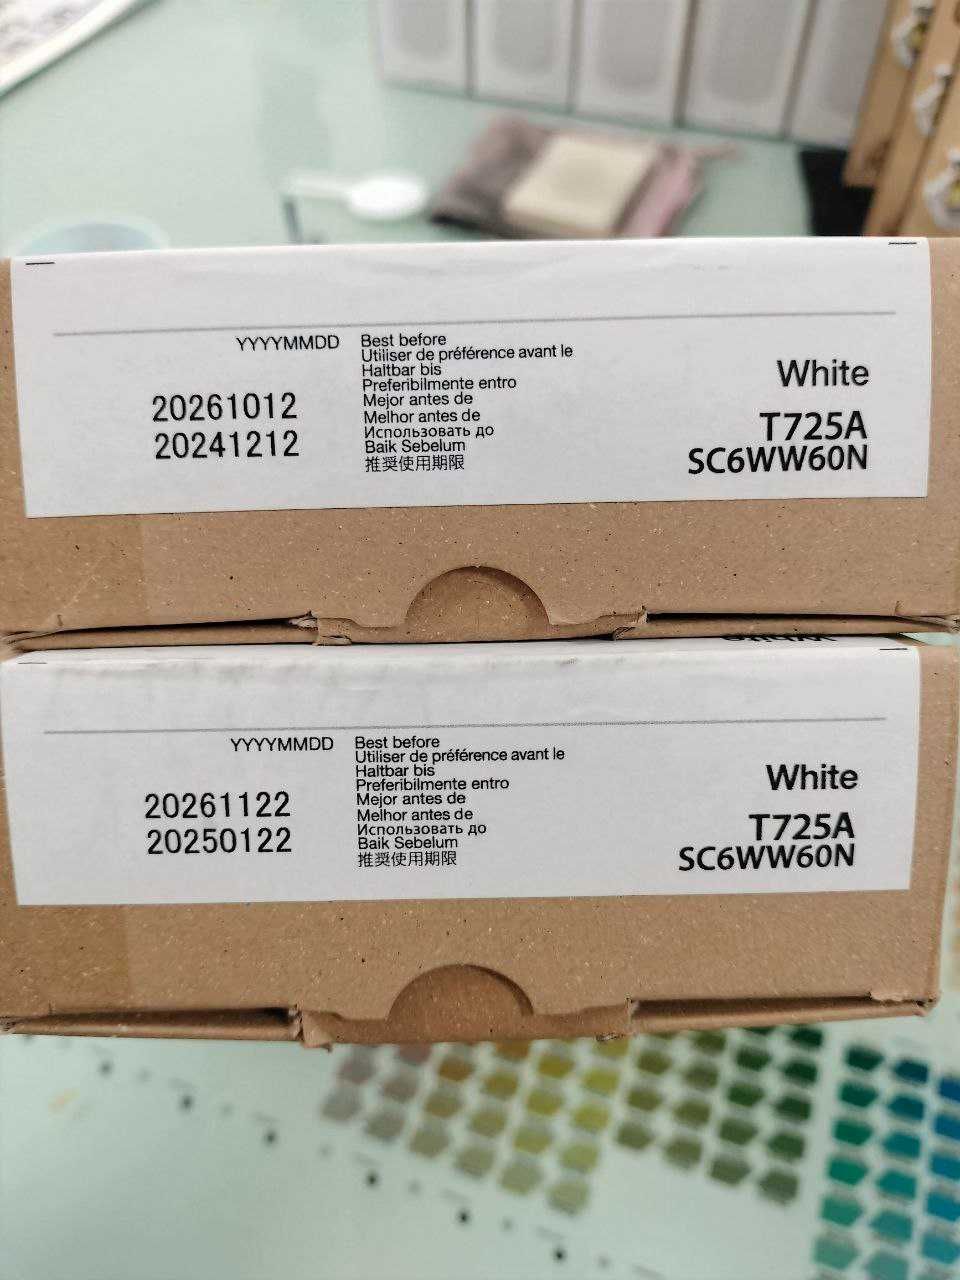 YYYYMMDD
20261012
20241212
Best before
Utiliser de préférence avant le
Haltbar bis
Preferibilmente entro
Mejor antes de
Melhor antes de
Использовать до
Baik Sebelum
推奨使用期限
White
T725A
SC6WW60N
White
YYYYMMDD
20261122
20250122
Best before
Utiliser de préférence avant le
Haltbar bis
Preferibilmente entro
Mejor antes de
Melhor antes de
Использовать до
Baik Sebelum
推奨使用期限
White
T725A
SC6WW60N